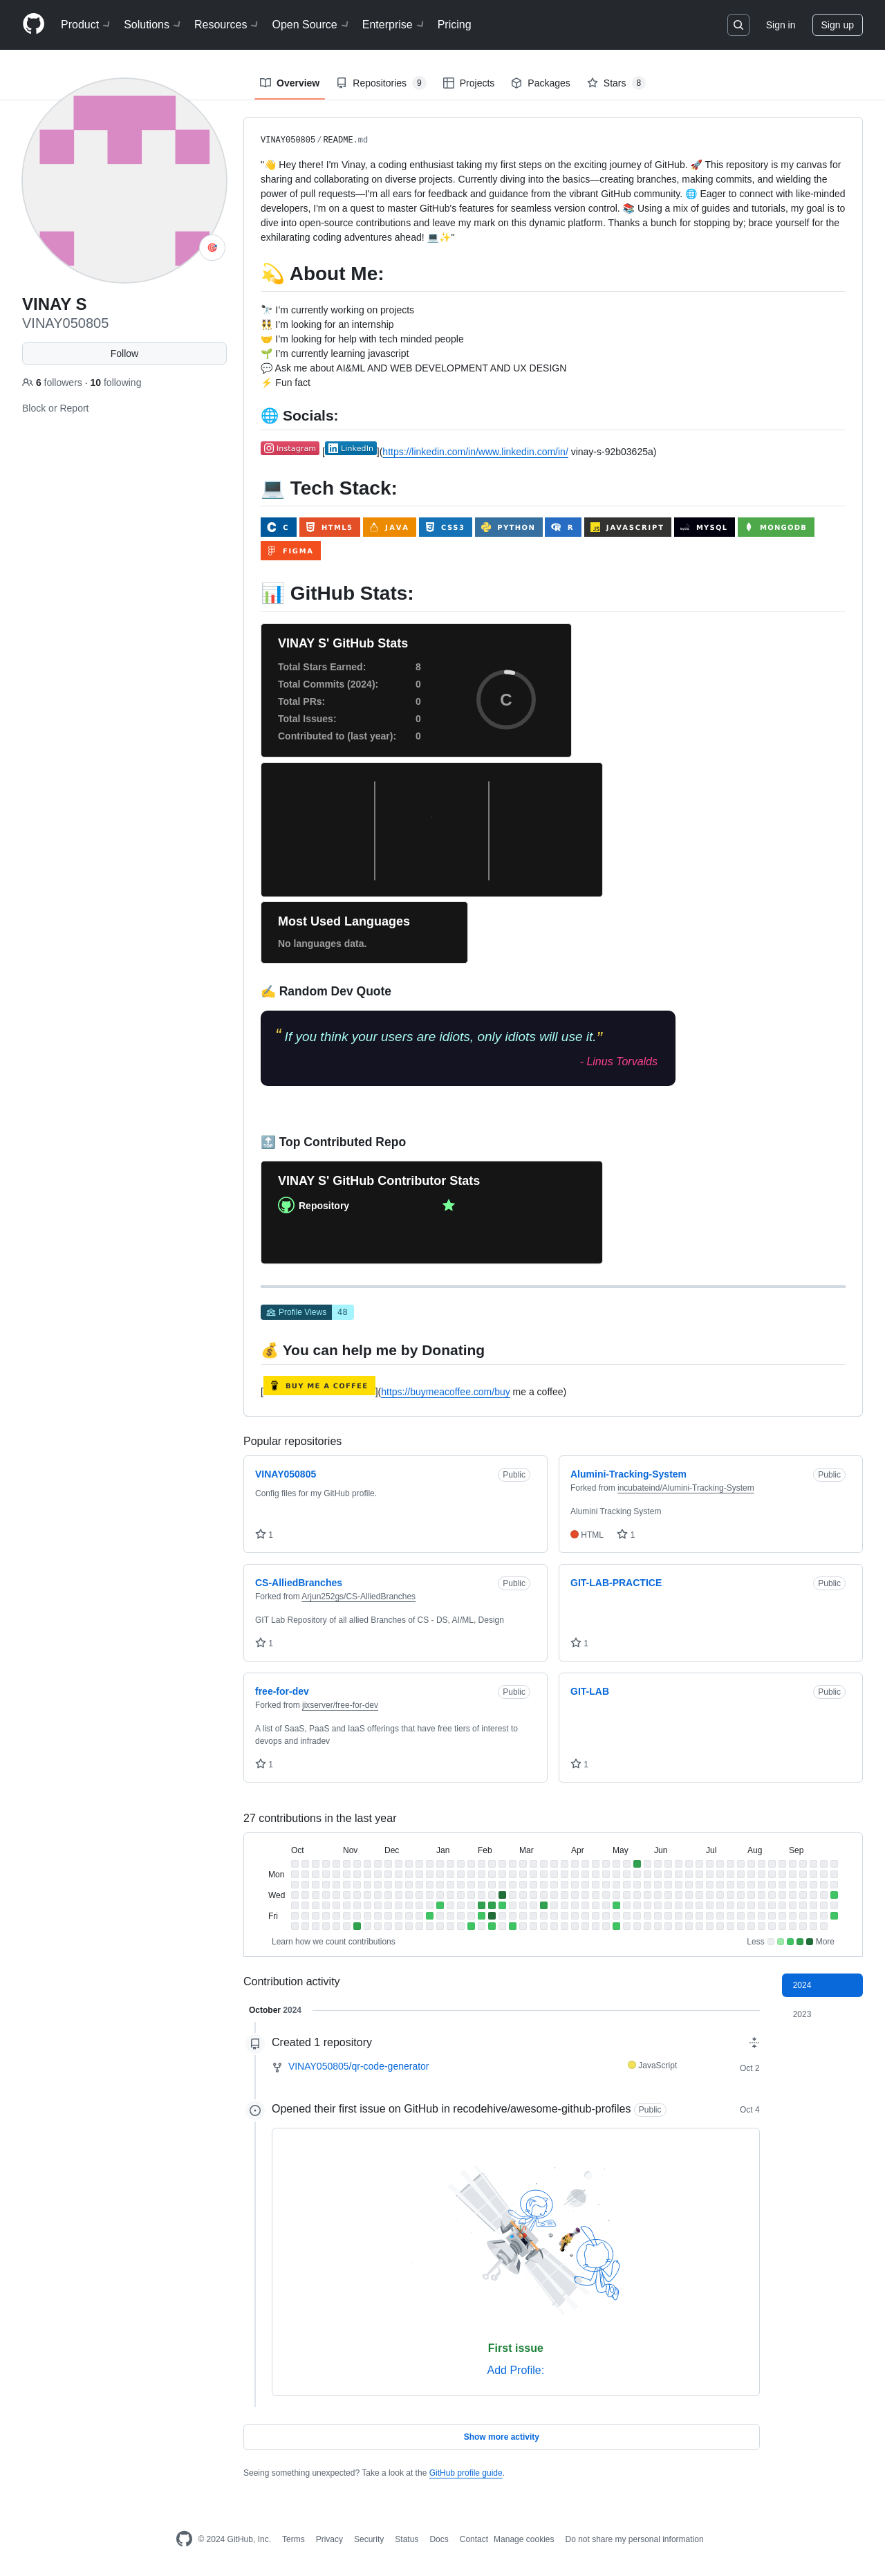 Product Solutions Resources Open Source Enterprise Pricing Sign in Sign up
Overview Repositories 9 Projects Packages Stars 8
VINAY S
VINAY050805
Follow
6 followers · 10 following
Block or Report
VINAY050805/README.md
"👋 Hey there! I'm Vinay, a coding enthusiast taking my first steps on the exciting journey of GitHub. 🚀 This repository is my canvas for
sharing and collaborating on diverse projects. Currently diving into the basics—creating branches, making commits, and wielding the
power of pull requests—I'm all ears for feedback and guidance from the vibrant GitHub community. 🌐 Eager to connect with like-minded
developers, I'm on a quest to master GitHub's features for seamless version control. 📚 Using a mix of guides and tutorials, my goal is to
dive into open-source contributions and leave my mark on this dynamic platform. Thanks a bunch for stopping by; brace yourself for the
exhilarating coding adventures ahead! 💻✨"
💫 About Me:
🔭 I'm currently working on projects
👯 I'm looking for an internship
🤝 I'm looking for help with tech minded people
🌱 I'm currently learning javascript
💬 Ask me about AI&ML AND WEB DEVELOPMENT AND UX DESIGN
⚡ Fun fact
🌐 Socials:
Instagram [LinkedIn](https://linkedin.com/in/www.linkedin.com/in/ vinay-s-92b03625a)
💻 Tech Stack:
C HTML5 JAVA CSS3 PYTHON R JAVASCRIPT MYSQL MONGODB
FIGMA
📊 GitHub Stats:
VINAY S' GitHub Stats
Total Stars Earned: 8
Total Commits (2024): 0
Total PRs: 0
Total Issues: 0
Contributed to (last year): 0
C
Most Used Languages
No languages data.
✍️ Random Dev Quote
“ If you think your users are idiots, only idiots will use it.”
- Linus Torvalds
🔝 Top Contributed Repo
VINAY S' GitHub Contributor Stats
Repository
Profile Views 48
💰 You can help me by Donating
[BUY ME A COFFEE](https://buymeacoffee.com/buy me a coffee)
Popular repositories
VINAY050805 Public
Config files for my GitHub profile.
1
Alumini-Tracking-System Public
Forked from incubateind/Alumini-Tracking-System
Alumini Tracking System
HTML 1
CS-AlliedBranches Public
Forked from Arjun252gs/CS-AlliedBranches
GIT Lab Repository of all allied Branches of CS - DS, AI/ML, Design
1
GIT-LAB-PRACTICE Public
1
free-for-dev Public
Forked from jixserver/free-for-dev
A list of SaaS, PaaS and IaaS offerings that have free tiers of interest to
devops and infradev
1
GIT-LAB Public
1
27 contributions in the last year
Oct Nov Dec Jan Feb Mar Apr May Jun Jul Aug Sep
Mon
Wed
Fri
Learn how we count contributions Less More
Contribution activity
2024
2023
October 2024
Created 1 repository
VINAY050805/qr-code-generator JavaScript Oct 2
Opened their first issue on GitHub in recodehive/awesome-github-profiles Public Oct 4
First issue
Add Profile:
Show more activity
Seeing something unexpected? Take a look at the GitHub profile guide.
© 2024 GitHub, Inc. Terms Privacy Security Status Docs Contact Manage cookies Do not share my personal information